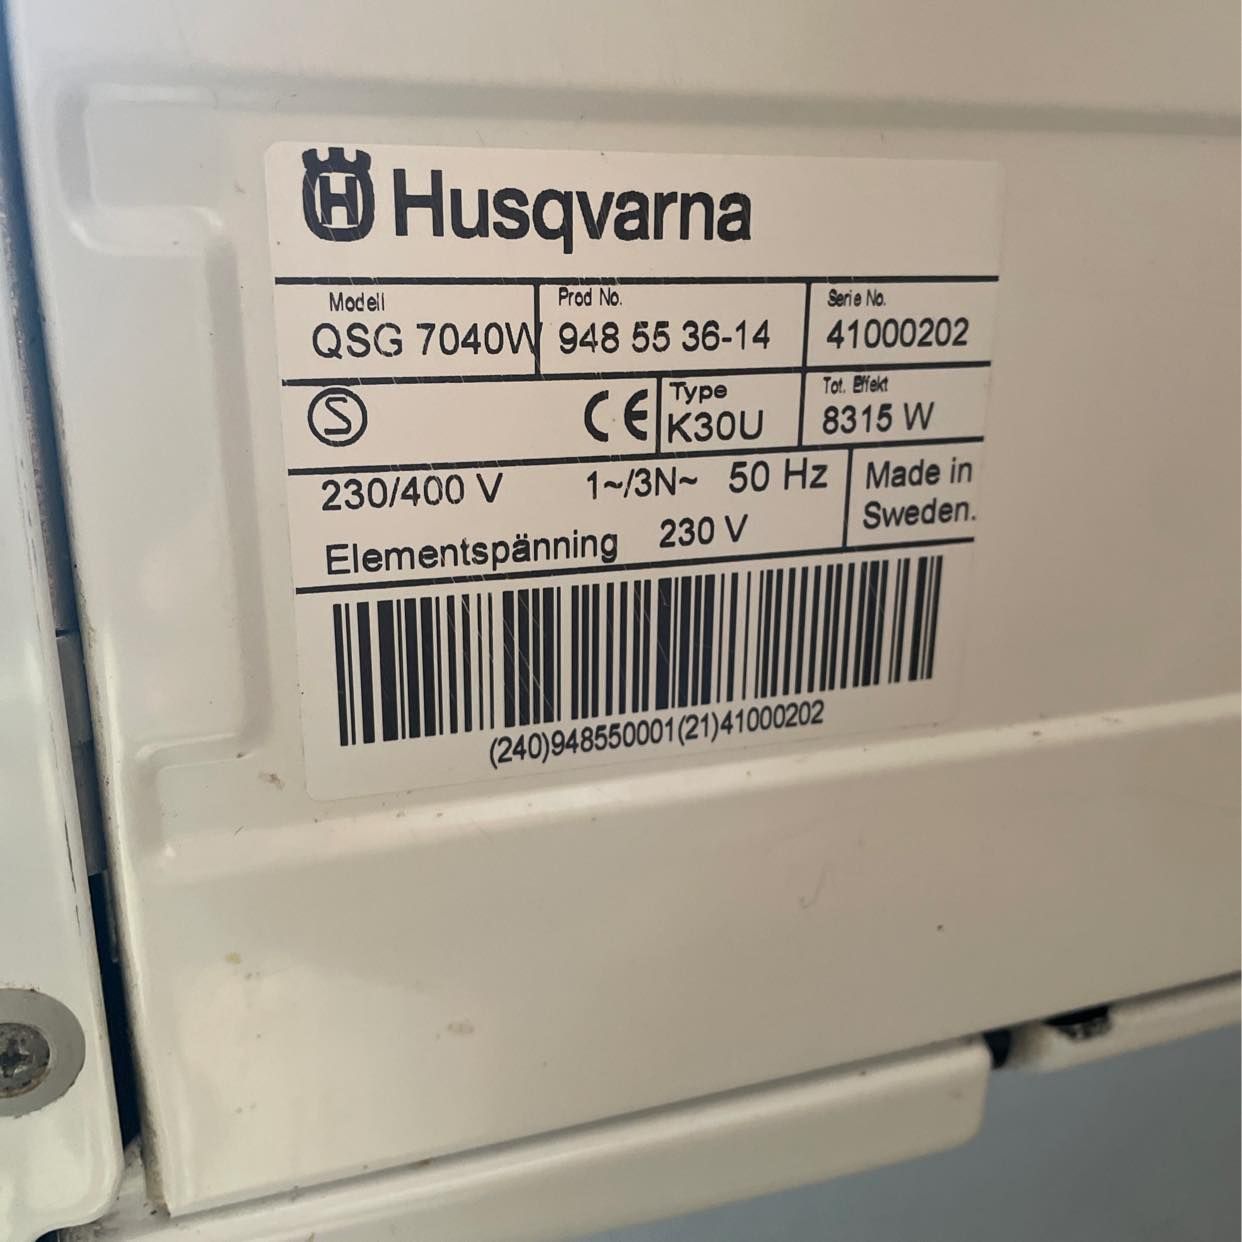 Husqvarna
Modell
QSG 7040W
Prod No.
948 55 36-14
Serie No.
41000202
S
CE
Type
K30U
Tot. Effekt
8315 W
230/400 V 1~/3N~ 50 Hz
Elementspänning 230 V
Made in
Sweden.
(240)948550001(21)41000202